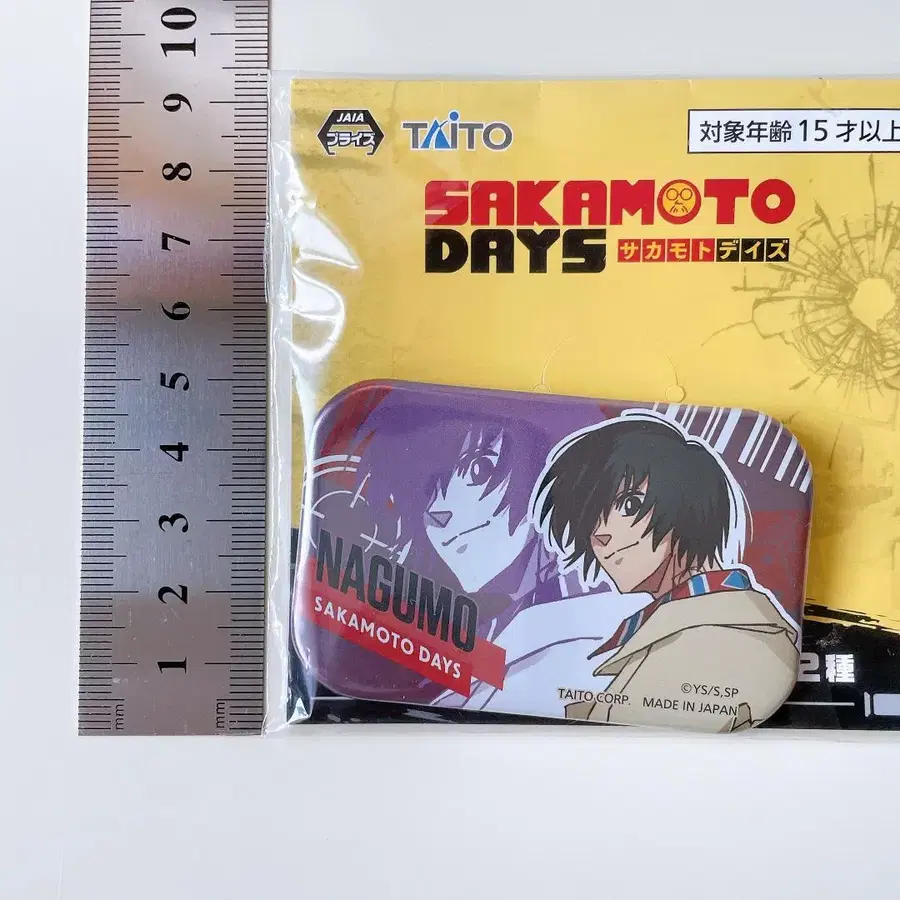 10
9
8
7
6
5
4
3
2
1
mm
mm
JAIA
プライズ
TAITO
対象年齢 15 才以上
SAKAMOTO
DAYS サカモトデイズ
NAGUMO
SAKAMOTO DAYS
©YS/S,SP
TAITO CORP. MADE IN JAPAN
2種